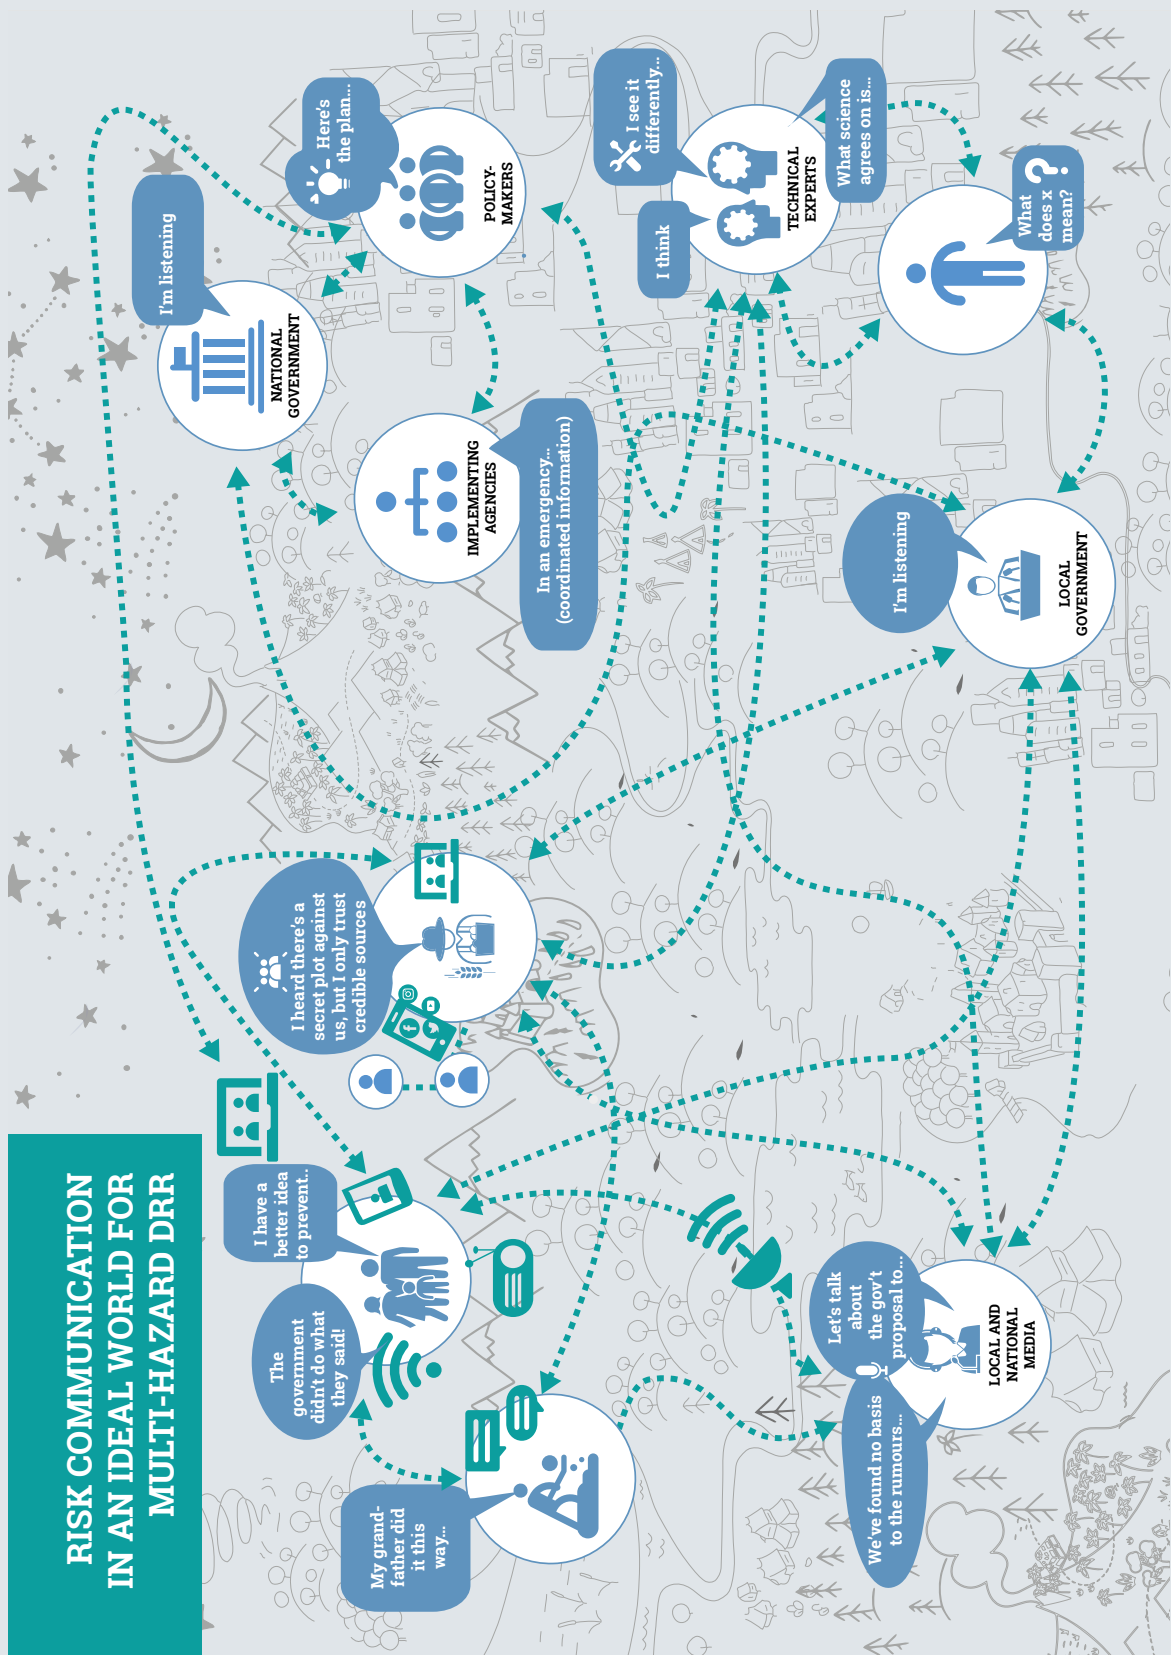 RISK COMMUNICATION
IN AN IDEAL WORLD FOR
MULTI-HAZARD DRR
I have a
better idea
to prevent..
The
government
didn't do what
they said!
My grand-
father did
it this
way...
I heard there's a
secret plot against
us, but I only trust
credible sources
I'm listening
NATIONAL
GOVERNMENT
Here's
the plan...
POLICY-
MAKERS
IMPLEMENTING
AGENCIES
In an emergency...
(coordinated information)
I think
I see it
differently...
TECHNICAL
EXPERTS
What science
agrees on is...
What
does x
mean?
I'm listening
LOCAL
GOVERNMENT
Let's talk
about
the gov't
proposal to...
We've found no basis
to the rumours...
LOCAL AND
NATIONAL
MEDIA